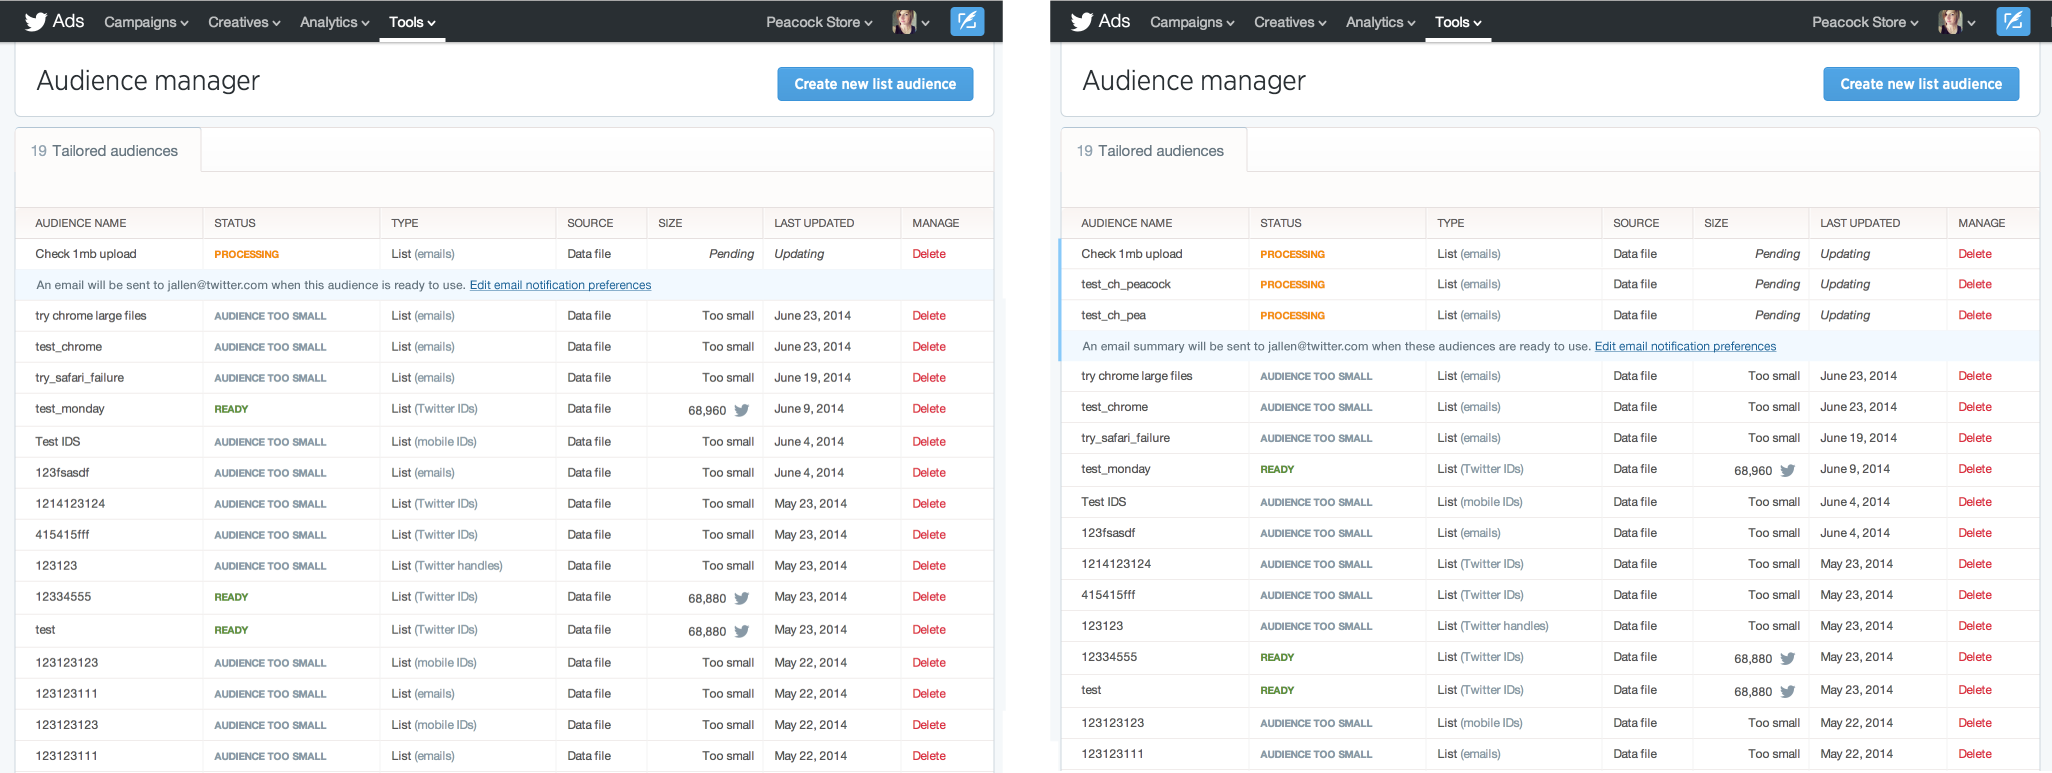 Ads Campaigns Creatives Analytics Tools Peacock Store
Audience manager
Create new list audience
19 Tailored audiences
AUDIENCE NAME STATUS TYPE SOURCE SIZE LAST UPDATED MANAGE
Check 1mb upload PROCESSING List (emails) Data file Pending Updating Delete
An email will be sent to jallen@twitter.com when this audience is ready to use. Edit email notification preferences
try chrome large files AUDIENCE TOO SMALL List (emails) Data file Too small June 23, 2014 Delete
test_chrome AUDIENCE TOO SMALL List (emails) Data file Too small June 23, 2014 Delete
try_safari_failure AUDIENCE TOO SMALL List (emails) Data file Too small June 19, 2014 Delete
test_monday READY List (Twitter IDs) Data file 68,960 June 9, 2014 Delete
Test IDS AUDIENCE TOO SMALL List (mobile IDs) Data file Too small June 4, 2014 Delete
123fsasdf AUDIENCE TOO SMALL List (emails) Data file Too small June 4, 2014 Delete
1214123124 AUDIENCE TOO SMALL List (Twitter IDs) Data file Too small May 23, 2014 Delete
415415fff AUDIENCE TOO SMALL List (Twitter IDs) Data file Too small May 23, 2014 Delete
123123 AUDIENCE TOO SMALL List (Twitter handles) Data file Too small May 23, 2014 Delete
12334555 READY List (Twitter IDs) Data file 68,880 May 23, 2014 Delete
test READY List (Twitter IDs) Data file 68,880 May 23, 2014 Delete
123123123 AUDIENCE TOO SMALL List (mobile IDs) Data file Too small May 22, 2014 Delete
123123111 AUDIENCE TOO SMALL List (emails) Data file Too small May 22, 2014 Delete
123123123 AUDIENCE TOO SMALL List (mobile IDs) Data file Too small May 22, 2014 Delete
123123111 AUDIENCE TOO SMALL List (emails) Data file Too small May 22, 2014 Delete
Ads Campaigns Creatives Analytics Tools Peacock Store
Audience manager
Create new list audience
19 Tailored audiences
AUDIENCE NAME STATUS TYPE SOURCE SIZE LAST UPDATED MANAGE
Check 1mb upload PROCESSING List (emails) Data file Pending Updating Delete
test_ch_peacock PROCESSING List (emails) Data file Pending Updating Delete
test_ch_pea PROCESSING List (emails) Data file Pending Updating Delete
An email summary will be sent to jallen@twitter.com when these audiences are ready to use. Edit email notification preferences
try chrome large files AUDIENCE TOO SMALL List (emails) Data file Too small June 23, 2014 Delete
test_chrome AUDIENCE TOO SMALL List (emails) Data file Too small June 23, 2014 Delete
try_safari_failure AUDIENCE TOO SMALL List (emails) Data file Too small June 19, 2014 Delete
test_monday READY List (Twitter IDs) Data file 68,960 June 9, 2014 Delete
Test IDS AUDIENCE TOO SMALL List (mobile IDs) Data file Too small June 4, 2014 Delete
123fsasdf AUDIENCE TOO SMALL List (emails) Data file Too small June 4, 2014 Delete
1214123124 AUDIENCE TOO SMALL List (Twitter IDs) Data file Too small May 23, 2014 Delete
415415fff AUDIENCE TOO SMALL List (Twitter IDs) Data file Too small May 23, 2014 Delete
123123 AUDIENCE TOO SMALL List (Twitter handles) Data file Too small May 23, 2014 Delete
12334555 READY List (Twitter IDs) Data file 68,880 May 23, 2014 Delete
test READY List (Twitter IDs) Data file 68,880 May 23, 2014 Delete
123123123 AUDIENCE TOO SMALL List (mobile IDs) Data file Too small May 22, 2014 Delete
123123111 AUDIENCE TOO SMALL List (emails) Data file Too small May 22, 2014 Delete